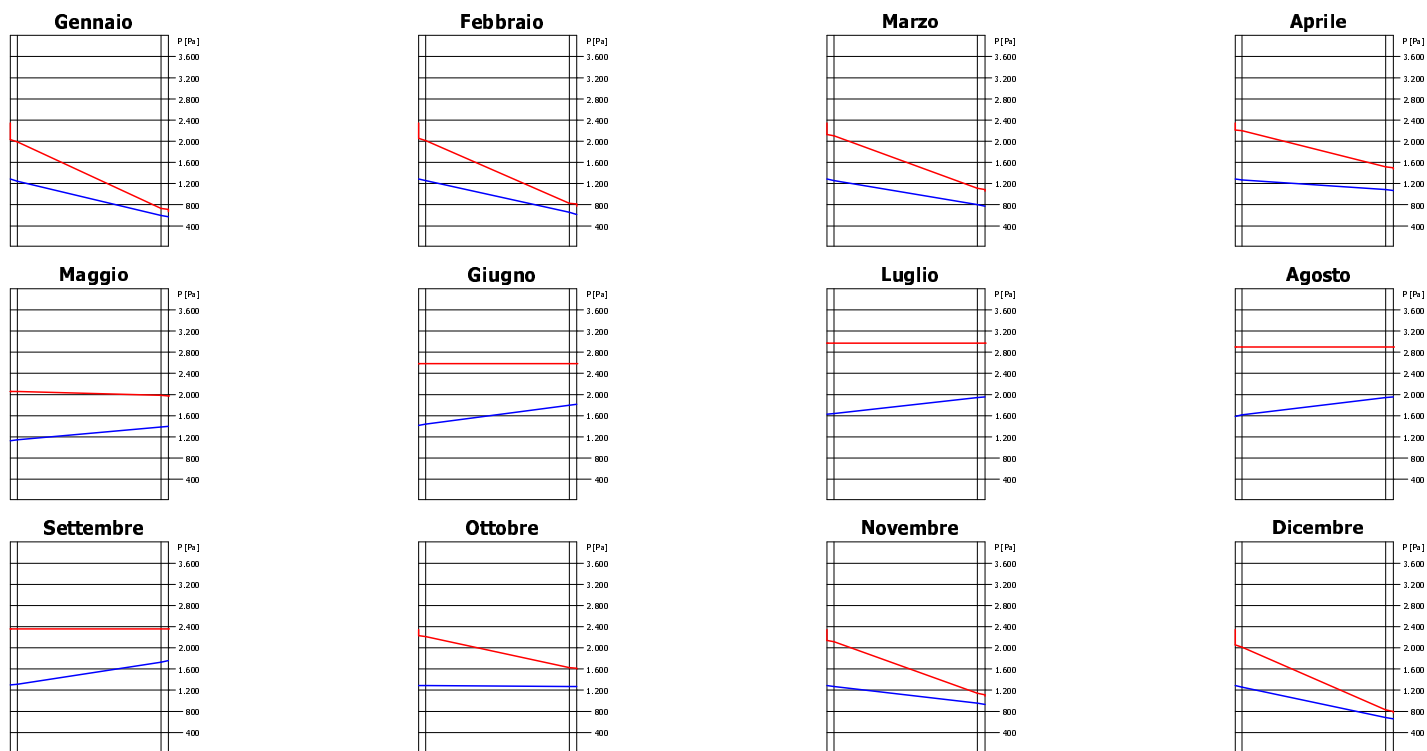 Gennaio Febbraio Marzo Aprile
P [Pa] P [Pa] P [Pa] P [Pa]
3.600 3.600 3.600 3.600
3.200 3.200 3.200 3.200
2.800 2.800 2.800 2.800
2.400 2.400 2.400 2.400
2.000 2.000 2.000 2.000
1.600 1.600 1.600 1.600
1.200 1.200 1.200 1.200
800 800 800 800
400 400 400 400
Maggio Giugno Luglio Agosto
P [Pa] P [Pa] P [Pa] P [Pa]
3.600 3.600 3.600 3.600
3.200 3.200 3.200 3.200
2.800 2.800 2.800 2.800
2.400 2.400 2.400 2.400
2.000 2.000 2.000 2.000
1.600 1.600 1.600 1.600
1.200 1.200 1.200 1.200
800 800 800 800
400 400 400 400
Settembre Ottobre Novembre Dicembre
P [Pa] P [Pa] P [Pa] P [Pa]
3.600 3.600 3.600 3.600
3.200 3.200 3.200 3.200
2.800 2.800 2.800 2.800
2.400 2.400 2.400 2.400
2.000 2.000 2.000 2.000
1.600 1.600 1.600 1.600
1.200 1.200 1.200 1.200
800 800 800 800
400 400 400 400